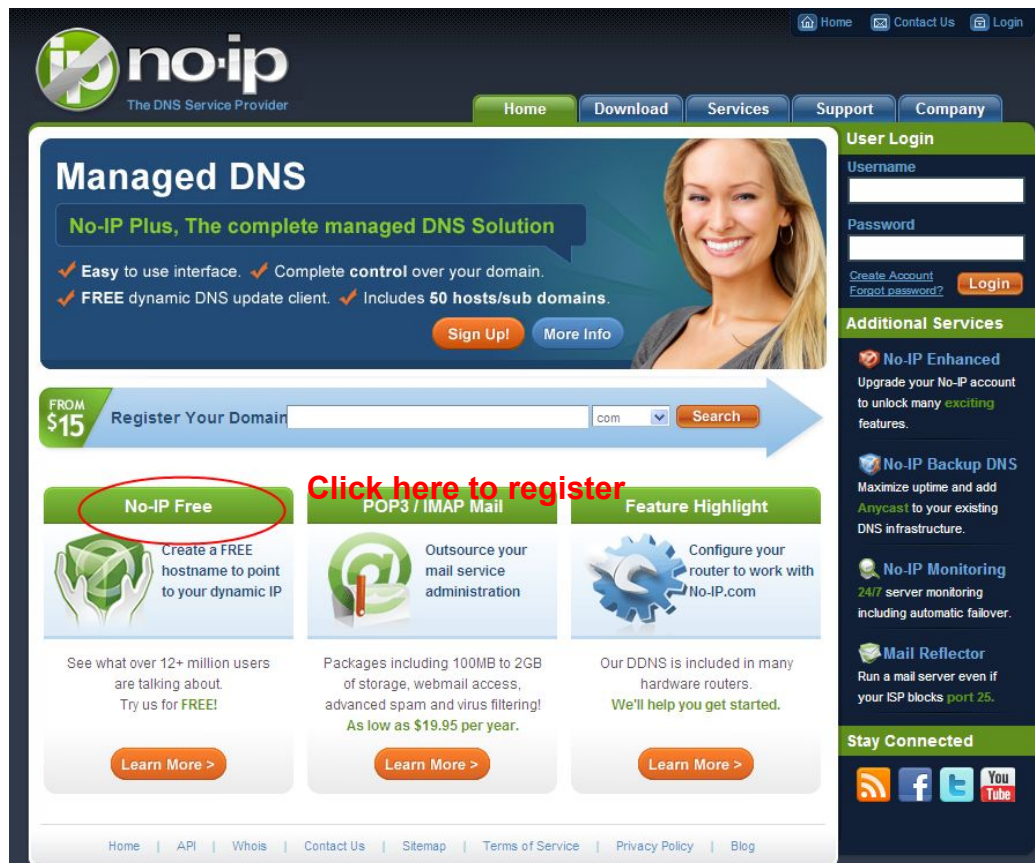 Home Contact Us Login
ip no·ip
The DNS Service Provider
Home Download Services Support Company
Managed DNS
No-IP Plus, The complete managed DNS Solution
Easy to use interface. Complete control over your domain.
FREE dynamic DNS update client. Includes 50 hosts/sub domains.
Sign Up! More Info
User Login
Username
Password
Create Account
Forgot password?
Login
FROM
$15
Register Your Domain
com
Search
Click here to register
No-IP Free
Create a FREE
hostname to point
to your dynamic IP
See what over 12+ million users
are talking about.
Try us for FREE!
Learn More >
POP3 / IMAP Mail
Outsource your
mail service
administration
Packages including 100MB to 2GB
of storage, webmail access,
advanced spam and virus filtering!
As low as $19.95 per year.
Learn More >
Feature Highlight
Configure your
router to work with
No-IP.com
Our DDNS is included in many
hardware routers.
We'll help you get started.
Learn More >
Additional Services
No-IP Enhanced
Upgrade your No-IP account
to unlock many exciting
features.
No-IP Backup DNS
Maximize uptime and add
Anycast to your existing
DNS infrastructure.
No-IP Monitoring
24/7 server monitoring
including automatic failover.
Mail Reflector
Run a mail server even if
your ISP blocks port 25.
Stay Connected
f t You
Tube
Home | API | Whois | Contact Us | Sitemap | Terms of Service | Privacy Policy | Blog